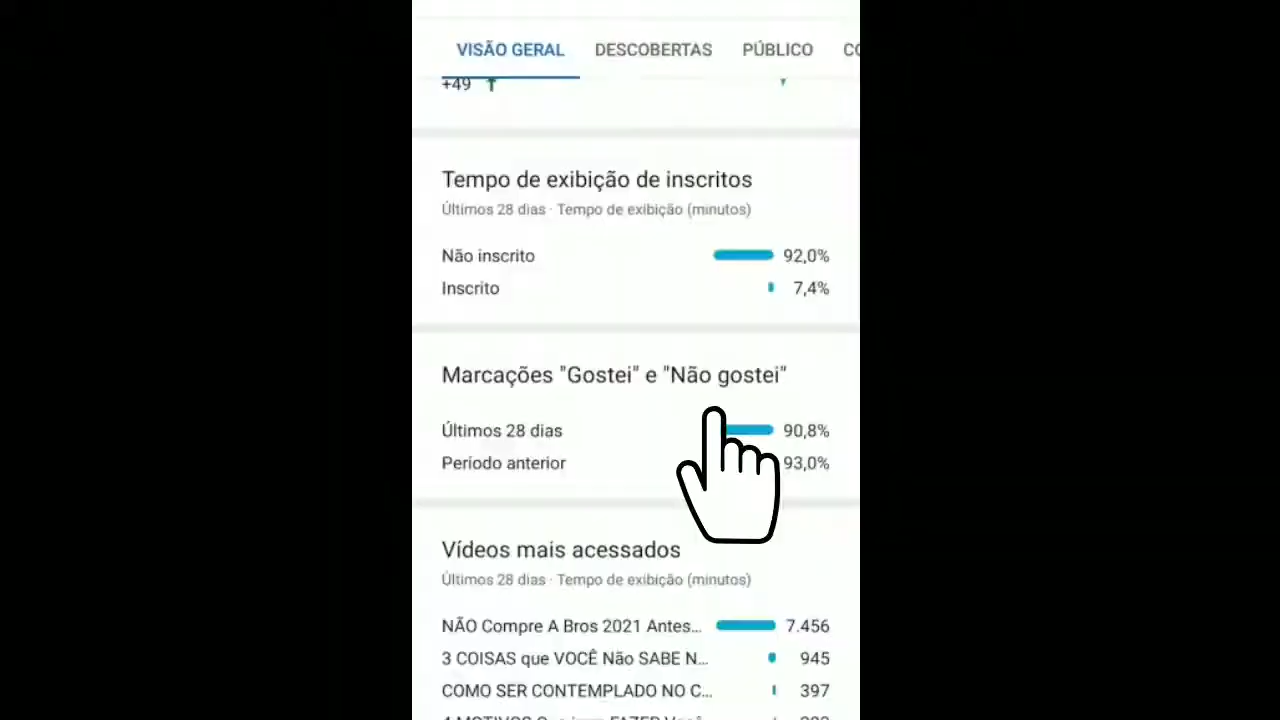 VISÃO GERAL DESCOBERTAS PÚBLICO
+49
Tempo de exibição de inscritos
Últimos 28 dias · Tempo de exibição (minutos)
Não inscrito 92,0%
Inscrito 7,4%
Marcações "Gostei" e "Não gostei"
Últimos 28 dias 90,8%
Período anterior 93,0%
Vídeos mais acessados
Últimos 28 dias · Tempo de exibição (minutos)
NÃO Compre A Bros 2021 Antes... 7.456
3 COISAS que VOCÊ Não SABE N... 945
COMO SER CONTEMPLADO NO C... 397